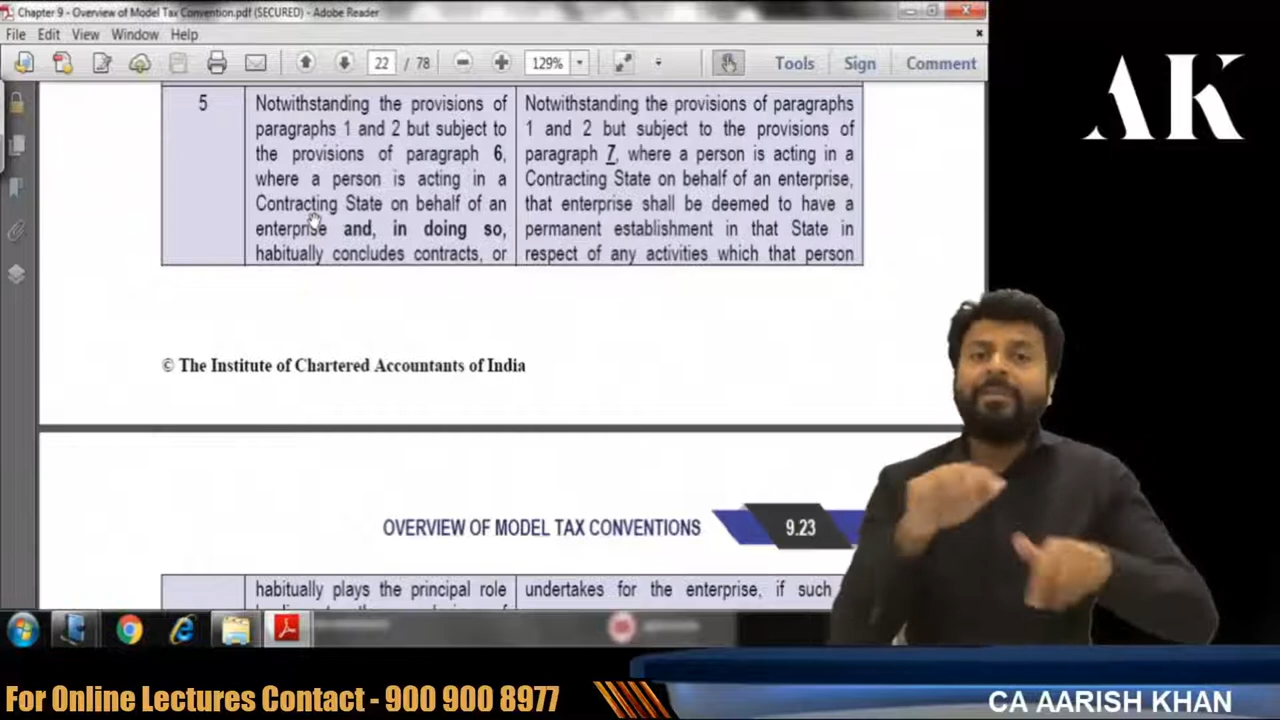 Chapter 9 - Overview of Model Tax Convention.pdf (SECURED) - Adobe Reader
File Edit View Window Help
22 / 78 129% Tools Sign Comment
AK
5
Notwithstanding the provisions of
paragraphs 1 and 2 but subject to
the provisions of paragraph 6,
where a person is acting in a
Contracting State on behalf of an
enterprise and, in doing so,
habitually concludes contracts, or
Notwithstanding the provisions of paragraphs
1 and 2 but subject to the provisions of
paragraph 7, where a person is acting in a
Contracting State on behalf of an enterprise,
that enterprise shall be deemed to have a
permanent establishment in that State in
respect of any activities which that person
© The Institute of Chartered Accountants of India
OVERVIEW OF MODEL TAX CONVENTIONS 9.23
habitually plays the principal role
undertakes for the enterprise, if such
For Online Lectures Contact - 900 900 8977
CA AARISH KHAN